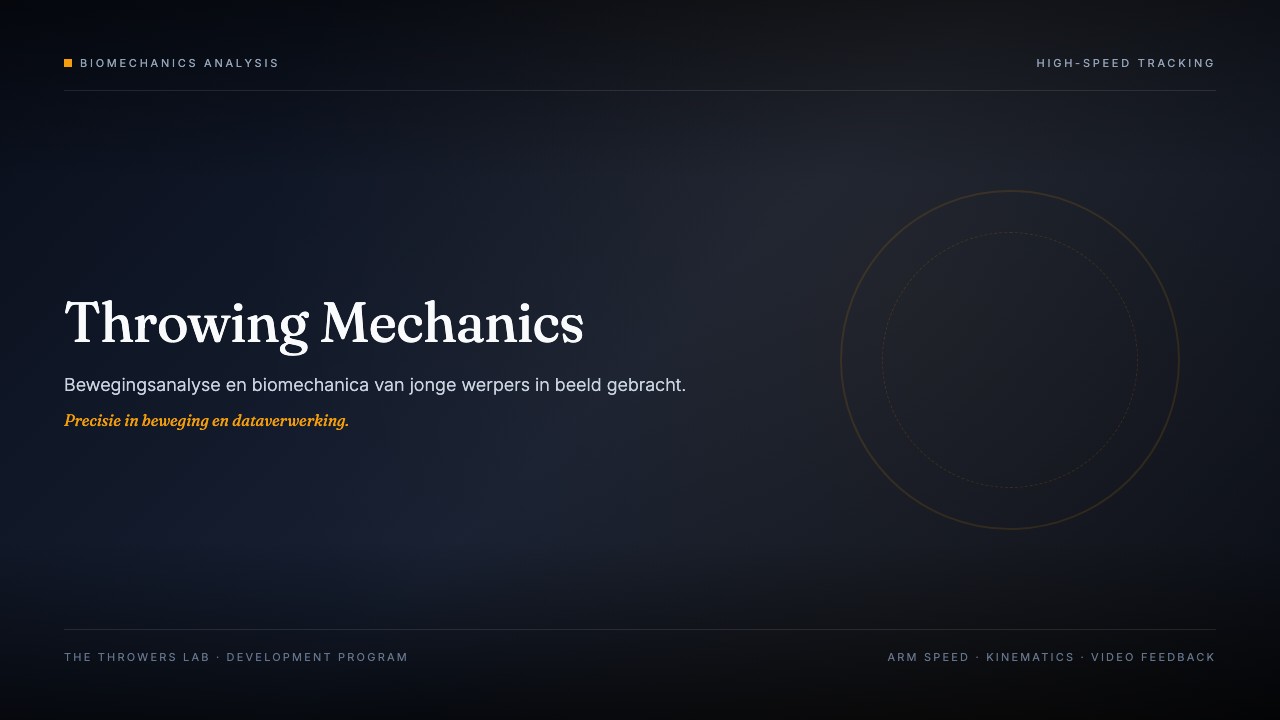 BIOMECHANICS ANALYSIS
HIGH-SPEED TRACKING
Throwing Mechanics
Bewegingsanalyse en biomechanica van jonge werpers in beeld gebracht.
Precisie in beweging en dataverwerking.
THE THROWERS LAB · DEVELOPMENT PROGRAM
ARM SPEED · KINEMATICS · VIDEO FEEDBACK